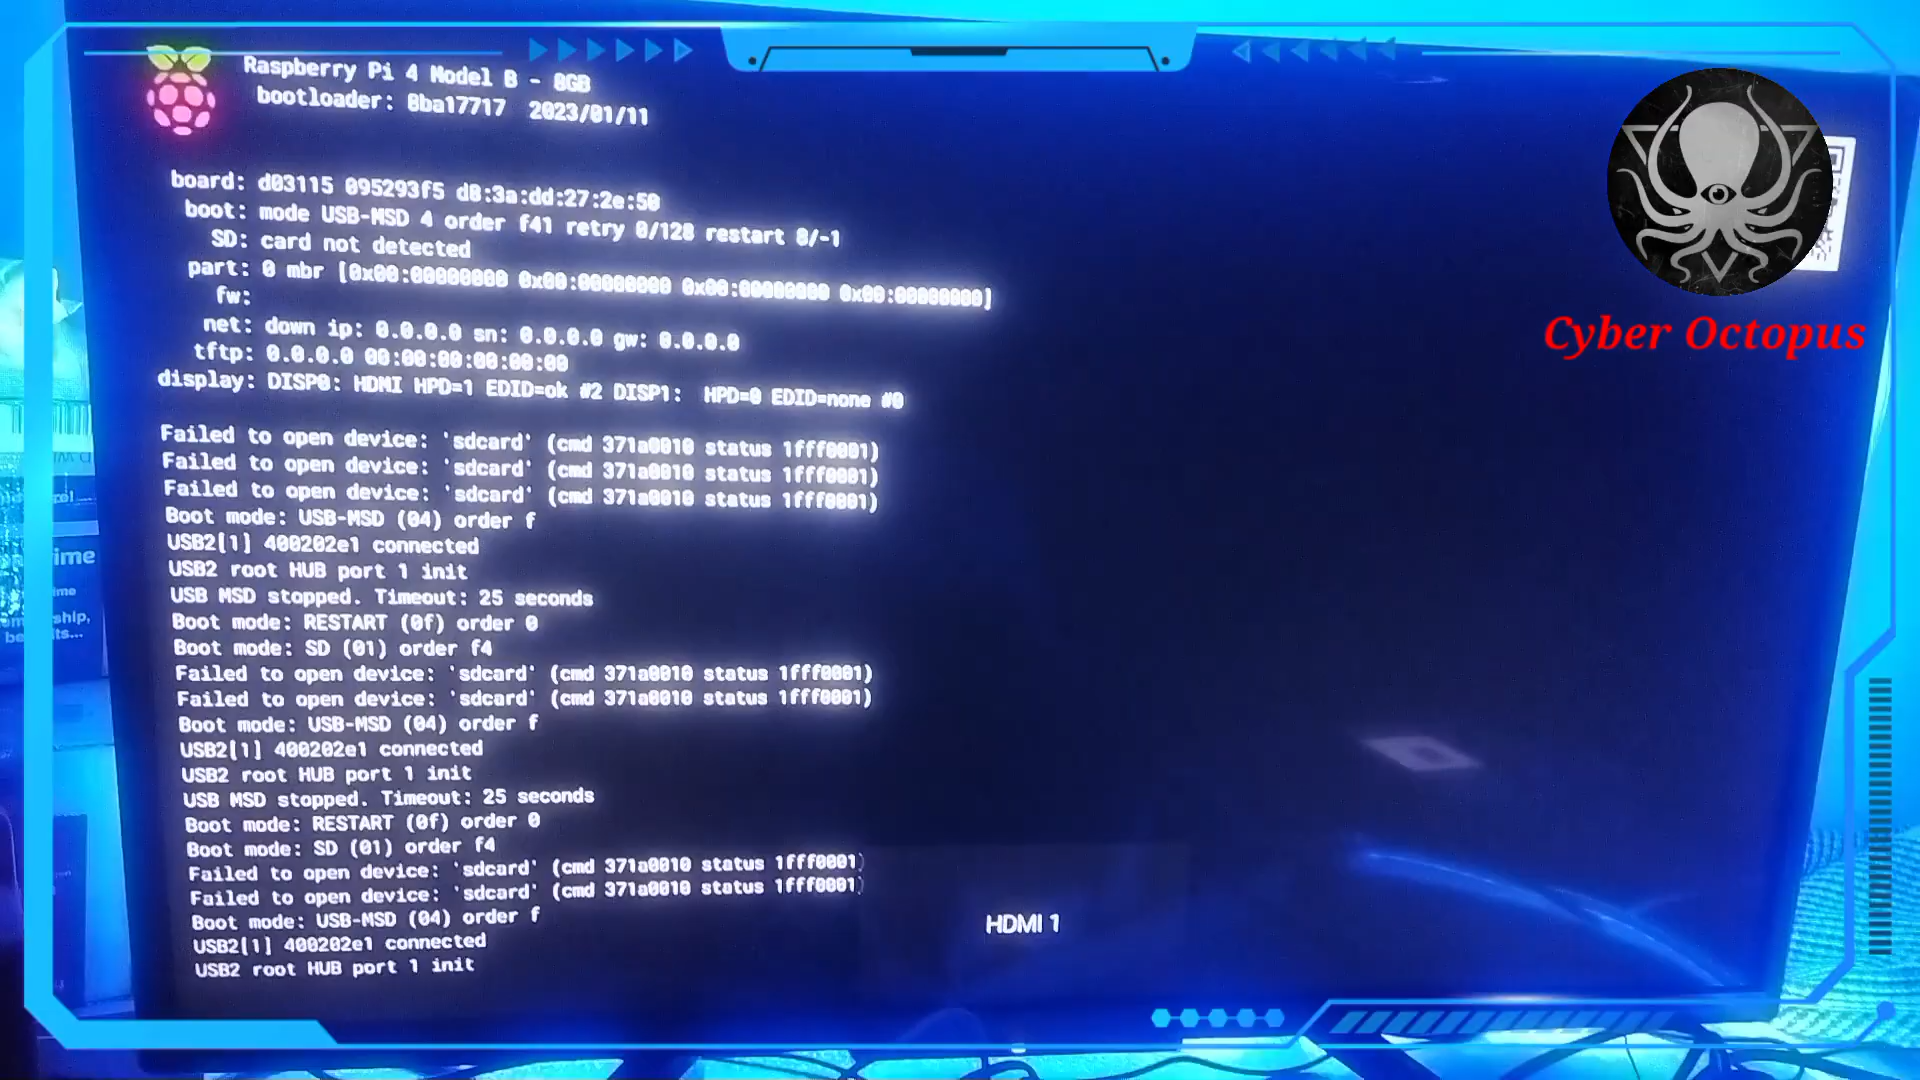 Raspberry Pi 4 Model B - 8GB
bootloader: 8ba17717 2023/01/11
board: d03115 095293f5 d8:3a:dd:27:2e:50
boot: mode USB-MSD 4 order f41 retry 0/128 restart 8/-1
SD: card not detected
part: 0 mbr [0x00:00000000 0x00:00000000 0x00:00000000 0x00:00000000]
fw:
net: down ip: 0.0.0.0 sn: 0.0.0.0 gw: 0.0.0.0
tftp: 0.0.0.0 00:00:00:00:00:00
display: DISP0: HDMI HPD=1 EDID=ok #2 DISP1: HPD=0 EDID=none #0
Failed to open device: 'sdcard' (cmd 371a0010 status 1fff0001)
Failed to open device: 'sdcard' (cmd 371a0010 status 1fff0001)
Failed to open device: 'sdcard' (cmd 371a0010 status 1fff0001)
Boot mode: USB-MSD (04) order f
USB2[1] 400202e1 connected
USB2 root HUB port 1 init
USB MSD stopped. Timeout: 25 seconds
Boot mode: RESTART (0f) order 0
Boot mode: SD (01) order f4
Failed to open device: 'sdcard' (cmd 371a0010 status 1fff0001)
Failed to open device: 'sdcard' (cmd 371a0010 status 1fff0001)
Boot mode: USB-MSD (04) order f
USB2[1] 400202e1 connected
USB2 root HUB port 1 init
USB MSD stopped. Timeout: 25 seconds
Boot mode: RESTART (0f) order 0
Boot mode: SD (01) order f4
Failed to open device: 'sdcard' (cmd 371a0010 status 1fff0001)
Failed to open device: 'sdcard' (cmd 371a0010 status 1fff0001)
Boot mode: USB-MSD (04) order f
USB2[1] 400202e1 connected
USB2 root HUB port 1 init
HDMI 1
Cyber Octopus